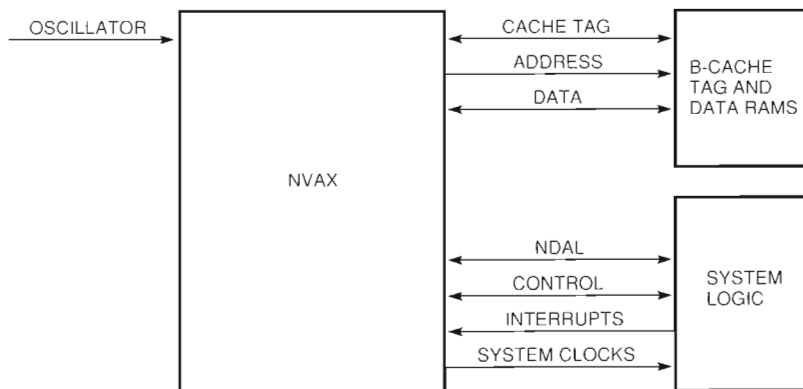 OSCILLATOR
NVAX
CACHE TAG
ADDRESS
DATA
B-CACHE
TAG AND
DATA RAMS
NDAL
CONTROL
INTERRUPTS
SYSTEM CLOCKS
SYSTEM
LOGIC